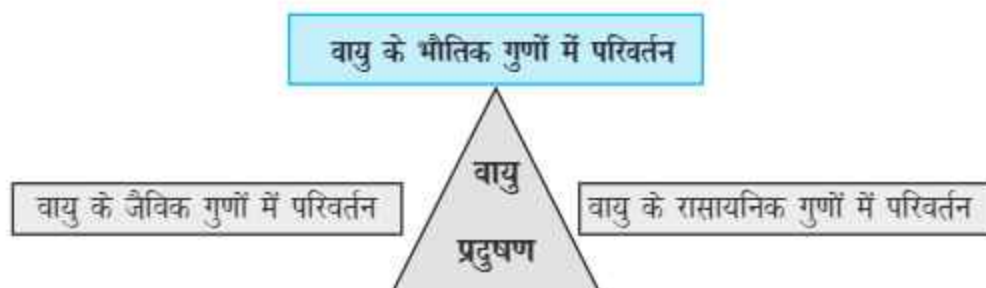 वायु के भौतिक गुणों में परिवर्तन
वायु
वायु के जैविक गुणों में परिवर्तन
वायु के रासायनिक गुणों में परिवर्तन
प्रदुषण